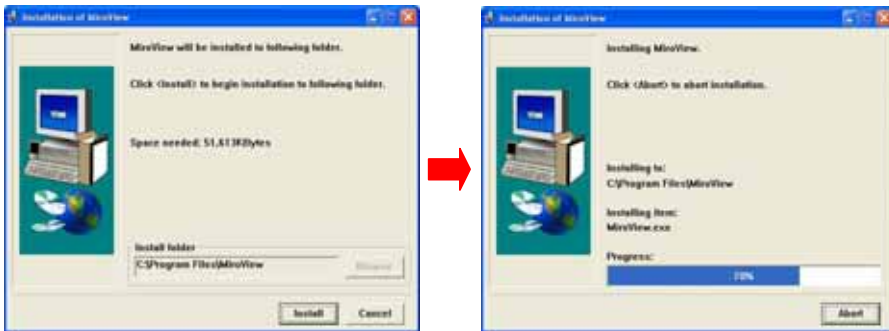 Installation of MiroView
MiroView will be installed to following folder.
Click <Install> to begin installation to following folder.
Space needed: 51,613KBytes
Install folder
C:\Program Files\MiroView
Browse
Install
Cancel
Installation of MiroView
Installing MiroView.
Click <Abort> to abort installation.
Installing to:
C:\Program Files\MiroView
Installing item:
MiroView.exe
Progress:
70%
Abort